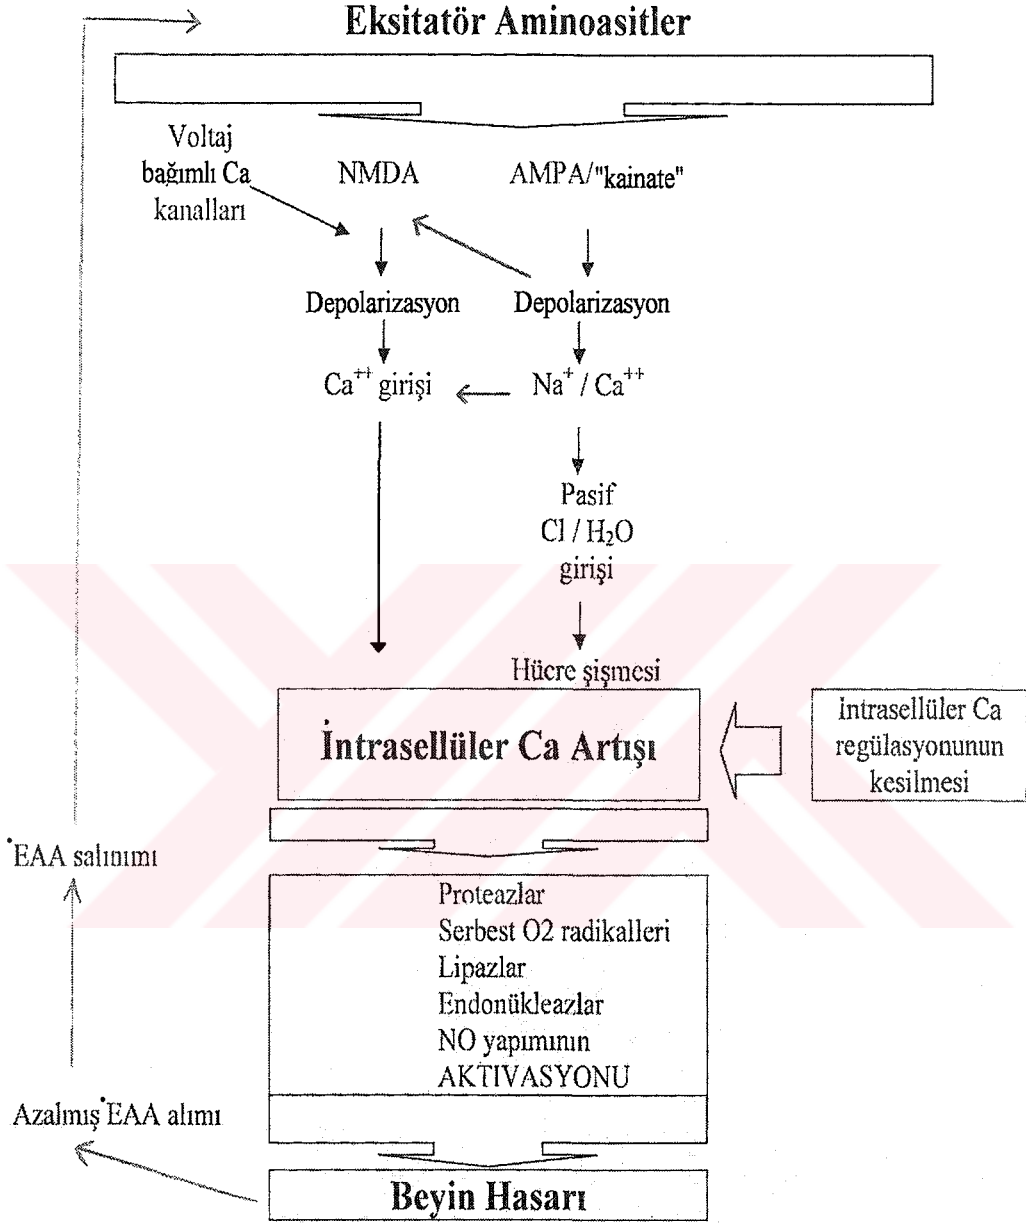 Eksitatör Aminoasitler
Voltaj
bağımlı Ca
kanalları
NMDA
AMPA/"kainate"
Depolarizasyon
Depolarizasyon
Ca⁺⁺ girişi
Na⁺ / Ca⁺⁺
Pasif
Cl / H₂O
girişi
Hücre şişmesi
İntrasellüler Ca Artışı
İntrasellüler Ca
regülasyonunun
kesilmesi
EAA salınımı
Proteazlar
Serbest O2 radikalleri
Lipazlar
Endonükleazlar
NO yapımının
AKTIVASYONU
Azalmış EAA alımı
Beyin Hasarı